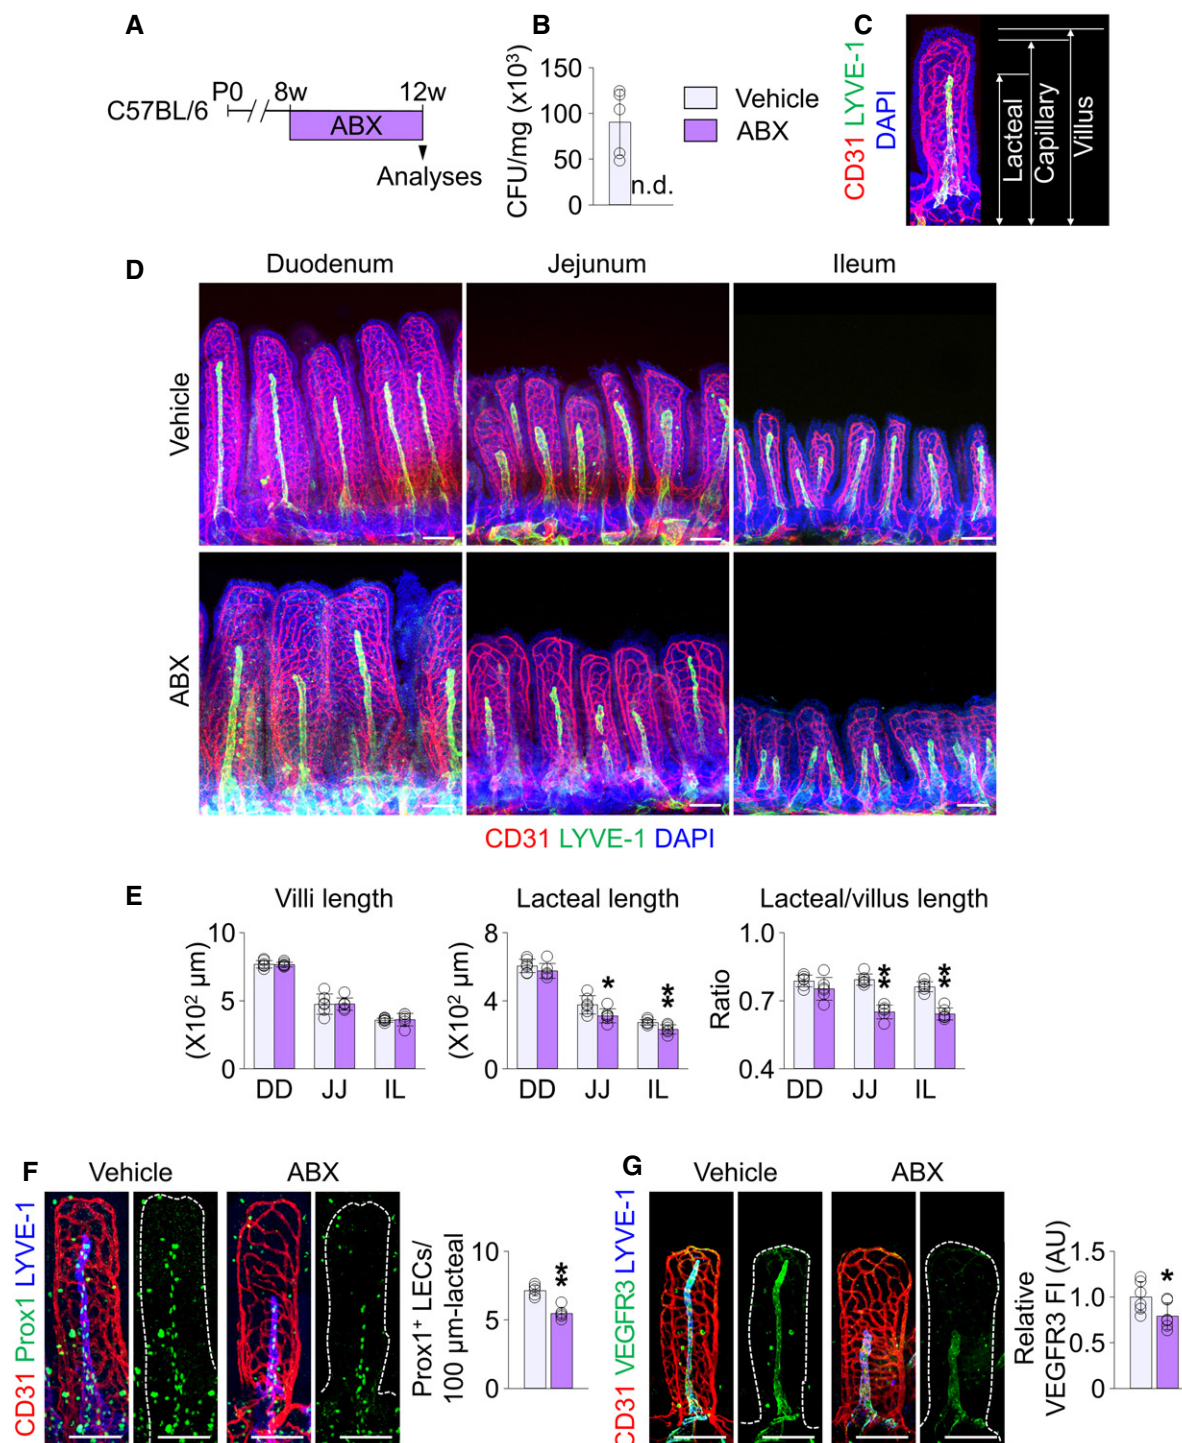 A
C57BL/6
P0
8w
12w
ABX
Analyses
B
CFU/mg (x10³)
150
100
50
0
n.d.
Vehicle
ABX
C
CD31 LYVE-1
DAPI
Lacteal
Capillary
Villus
D
Duodenum
Jejunum
Ileum
Vehicle
ABX
CD31 LYVE-1 DAPI
E
Villi length
(X10² µm)
10
5
0
DD JJ IL
Lacteal length
(X10² µm)
8
4
0
* **
DD JJ IL
Lacteal/villus length
Ratio
1.0
0.7
0.4
** **
DD JJ IL
F
Vehicle
ABX
CD31 Prox1 LYVE-1
Prox1⁺ LECs/
100 µm-lacteal
10
5
0
**
G
Vehicle
ABX
CD31 VEGFR3 LYVE-1
Relative
VEGFR3 FI (AU)
1.5
1.0
0.5
0
*